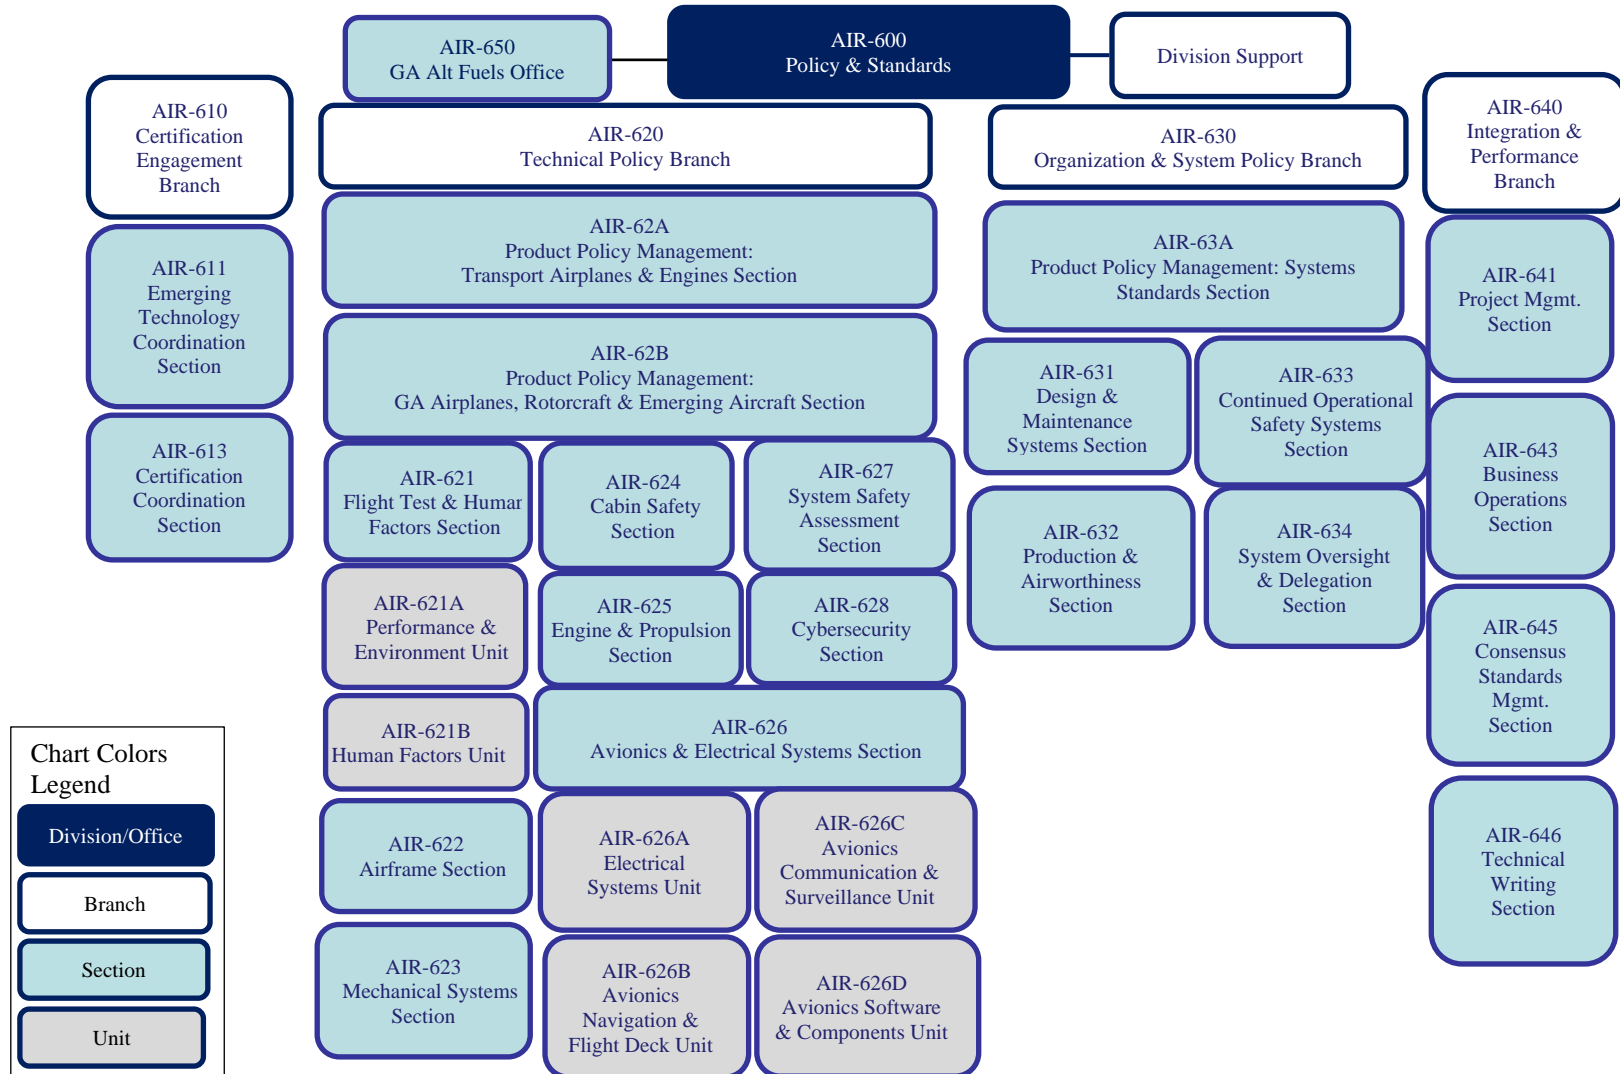 AIR-650
GA Alt Fuels Office
AIR-600
Policy & Standards
Division Support
AIR-610
Certification
Engagement
Branch
AIR-611
Emerging
Technology
Coordination
Section
AIR-613
Certification
Coordination
Section
AIR-620
Technical Policy Branch
AIR-62A
Product Policy Management:
Transport Airplanes & Engines Section
AIR-62B
Product Policy Management:
GA Airplanes, Rotorcraft & Emerging Aircraft Section
AIR-621
Flight Test & Human
Factors Section
AIR-621A
Performance &
Environment Unit
AIR-621B
Human Factors Unit
AIR-622
Airframe Section
AIR-623
Mechanical Systems
Section
AIR-624
Cabin Safety
Section
AIR-625
Engine & Propulsion
Section
AIR-627
System Safety
Assessment
Section
AIR-628
Cybersecurity
Section
AIR-626
Avionics & Electrical Systems Section
AIR-626A
Electrical
Systems Unit
AIR-626B
Avionics
Navigation &
Flight Deck Unit
AIR-626C
Avionics
Communication &
Surveillance Unit
AIR-626D
Avionics Software
& Components Unit
AIR-630
Organization & System Policy Branch
AIR-63A
Product Policy Management: Systems
Standards Section
AIR-631
Design &
Maintenance
Systems Section
AIR-632
Production &
Airworthiness
Section
AIR-633
Continued Operational
Safety Systems
Section
AIR-634
System Oversight
& Delegation
Section
AIR-640
Integration &
Performance
Branch
AIR-641
Project Mgmt.
Section
AIR-643
Business
Operations
Section
AIR-645
Consensus
Standards
Mgmt.
Section
AIR-646
Technical
Writing
Section
Chart Colors
Legend
Division/Office
Branch
Section
Unit